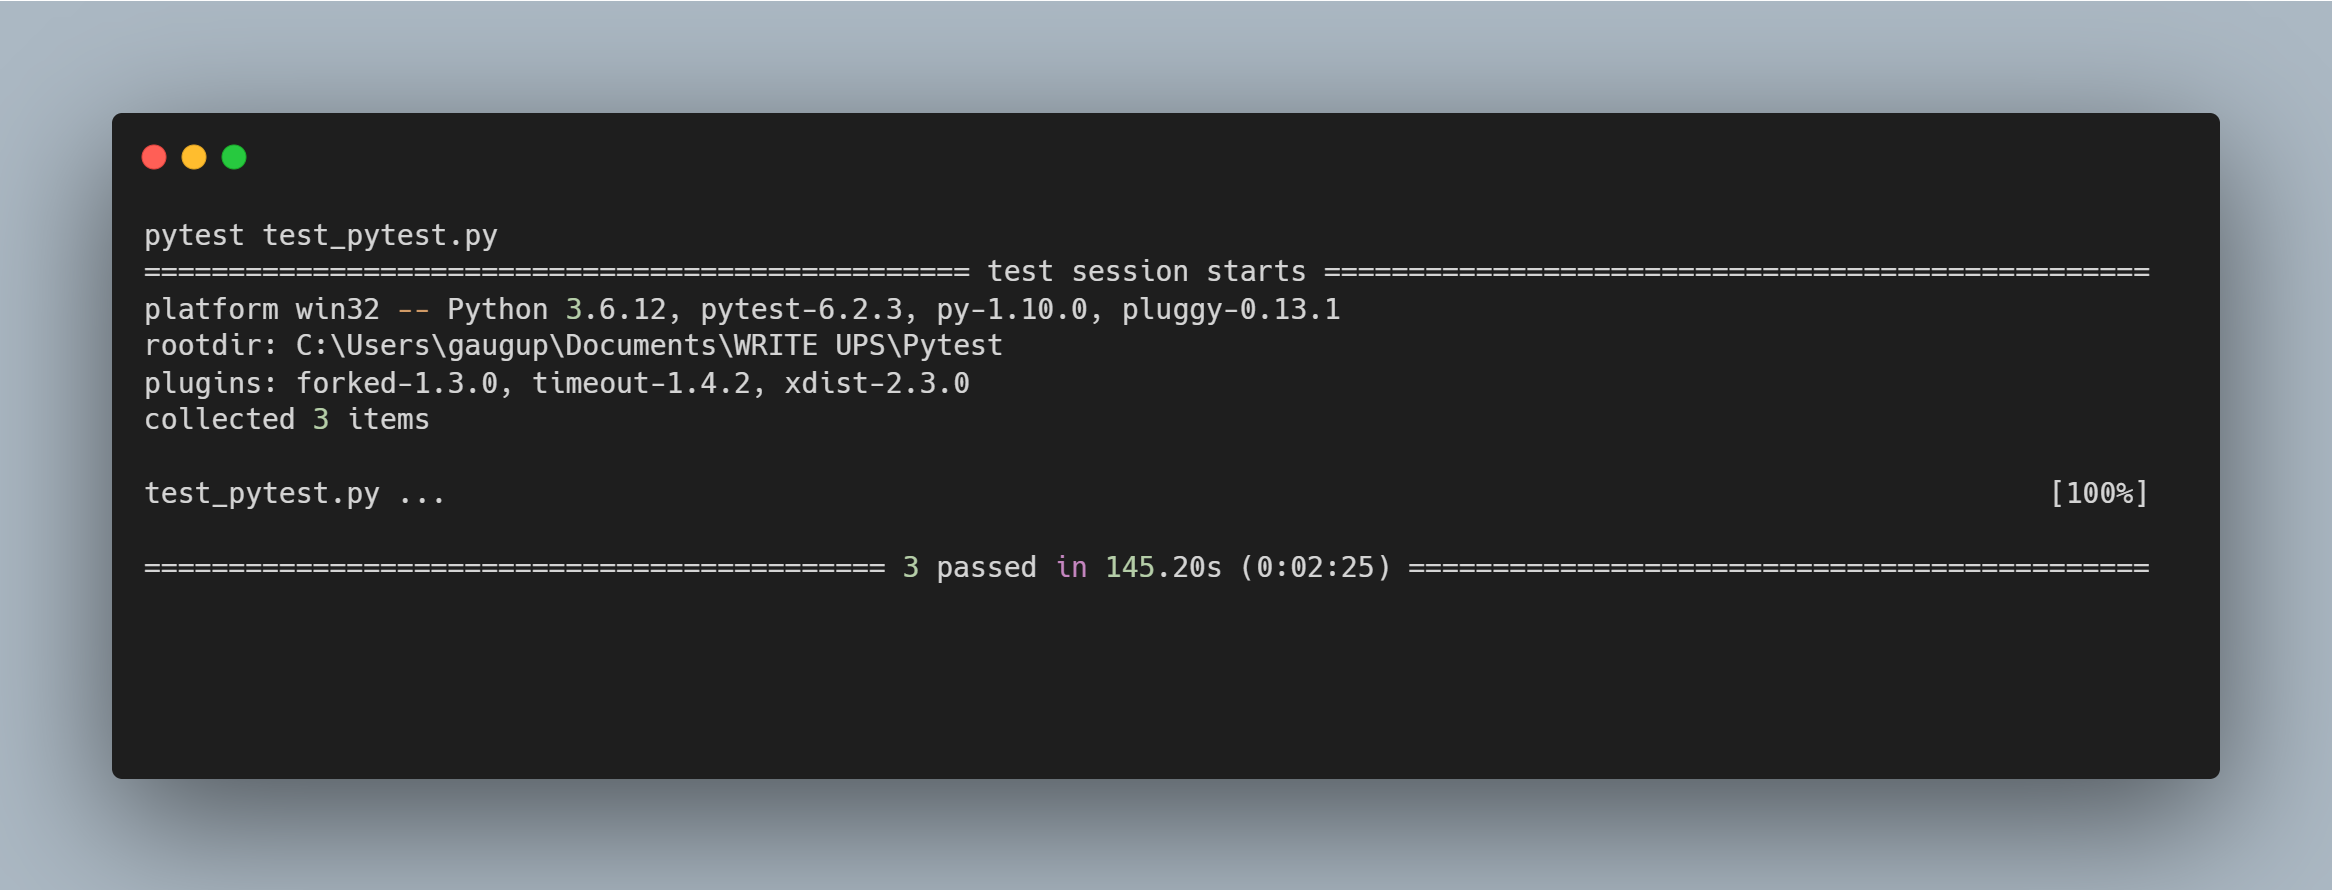 pytest test_pytest.py
================================================= test session starts =================================================
platform win32 -- Python 3.6.12, pytest-6.2.3, py-1.10.0, pluggy-0.13.1
rootdir: C:\Users\gaugup\Documents\WRITE UPS\Pytest
plugins: forked-1.3.0, timeout-1.4.2, xdist-2.3.0
collected 3 items
test_pytest.py ... [100%]
============================================ 3 passed in 145.20s (0:02:25) ============================================